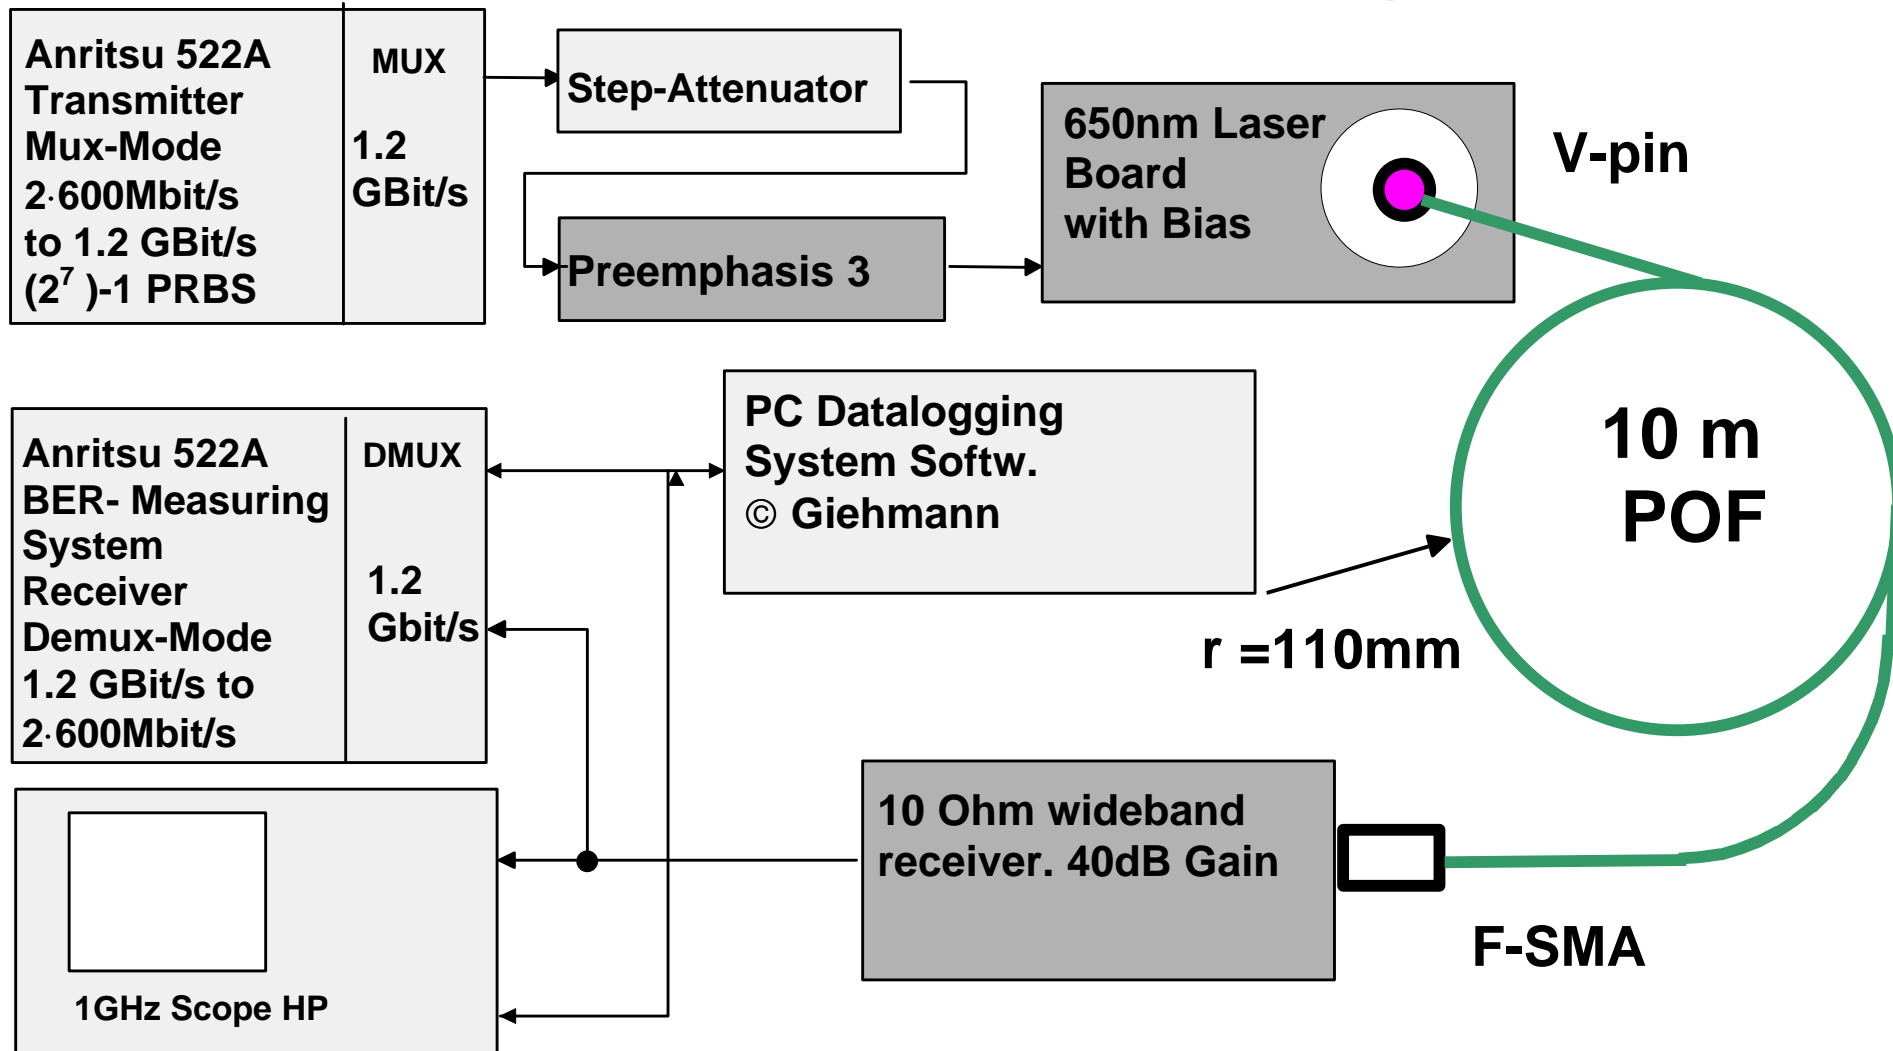 Anritsu 522A
Transmitter
Mux-Mode
2·600Mbit/s
to 1.2 GBit/s
(2⁷ )-1 PRBS
MUX
1.2
GBit/s
Step-Attenuator
Preemphasis 3
650nm Laser
Board
with Bias
V-pin
10 m
POF
r =110mm
PC Datalogging
System Softw.
© Giehmann
Anritsu 522A
BER- Measuring
System
Receiver
Demux-Mode
1.2 GBit/s to
2·600Mbit/s
DMUX
1.2
Gbit/s
10 Ohm wideband
receiver. 40dB Gain
F-SMA
1GHz Scope HP